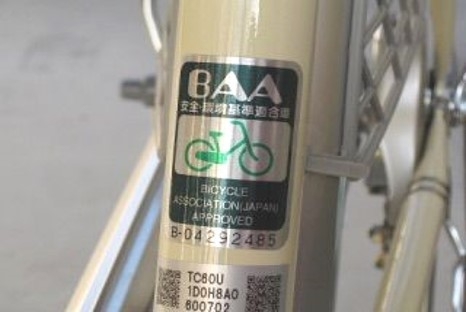 BAA
安全・環境基準適合車
BICYCLE
ASSOCIATION(JAPAN)
APPROVED
B-04292485
TC60U
1D0H8A0
600702